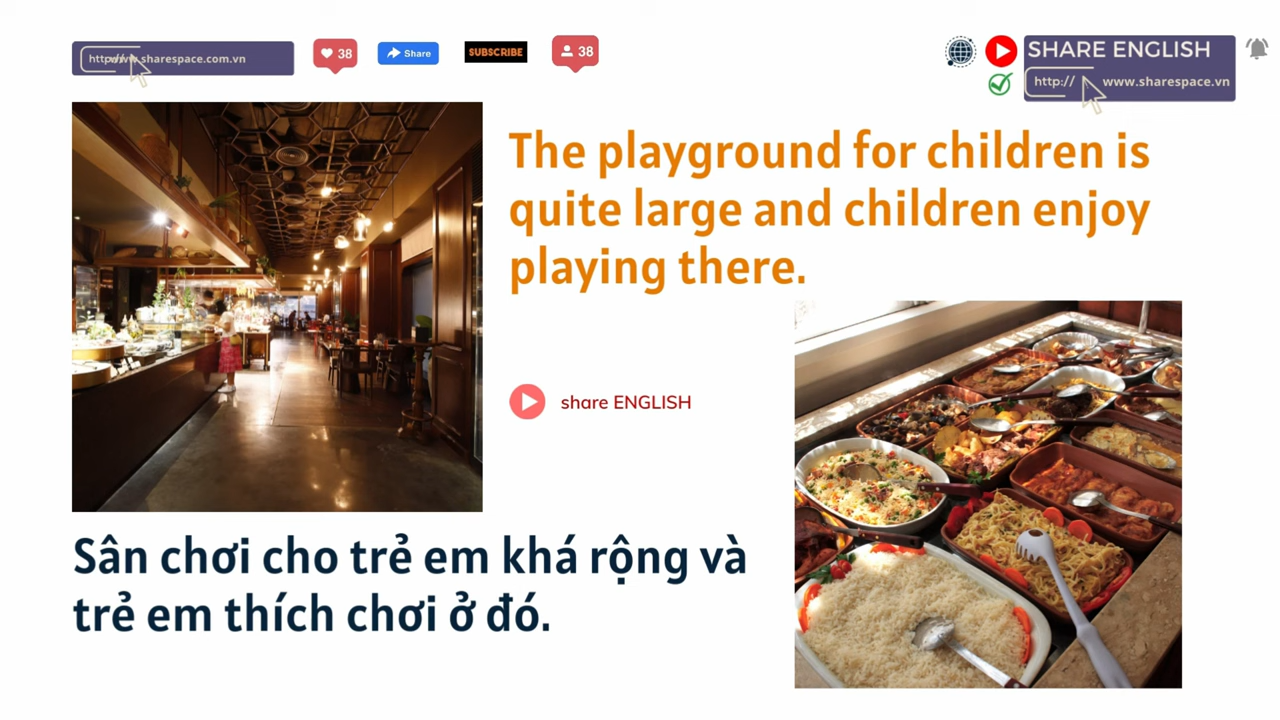 http://www.sharespace.com.vn
38
Share
SUBSCRIBE
38
SHARE ENGLISH
http:// www.sharespace.vn
The playground for children is
quite large and children enjoy
playing there.
share ENGLISH
Sân chơi cho trẻ em khá rộng và
trẻ em thích chơi ở đó.